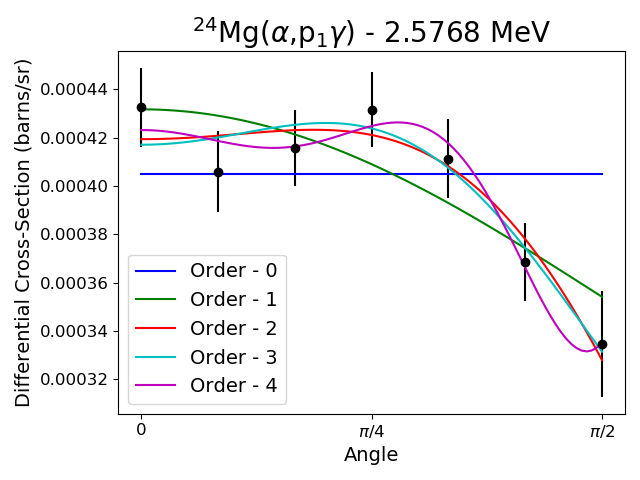 ²⁴Mg(α,p₁γ) - 2.5768 MeV
Differential Cross-Section (barns/sr)
0.00044
0.00042
0.00040
0.00038
0.00036
0.00034
0.00032
Order - 0
Order - 1
Order - 2
Order - 3
Order - 4
0 π/4 π/2
Angle